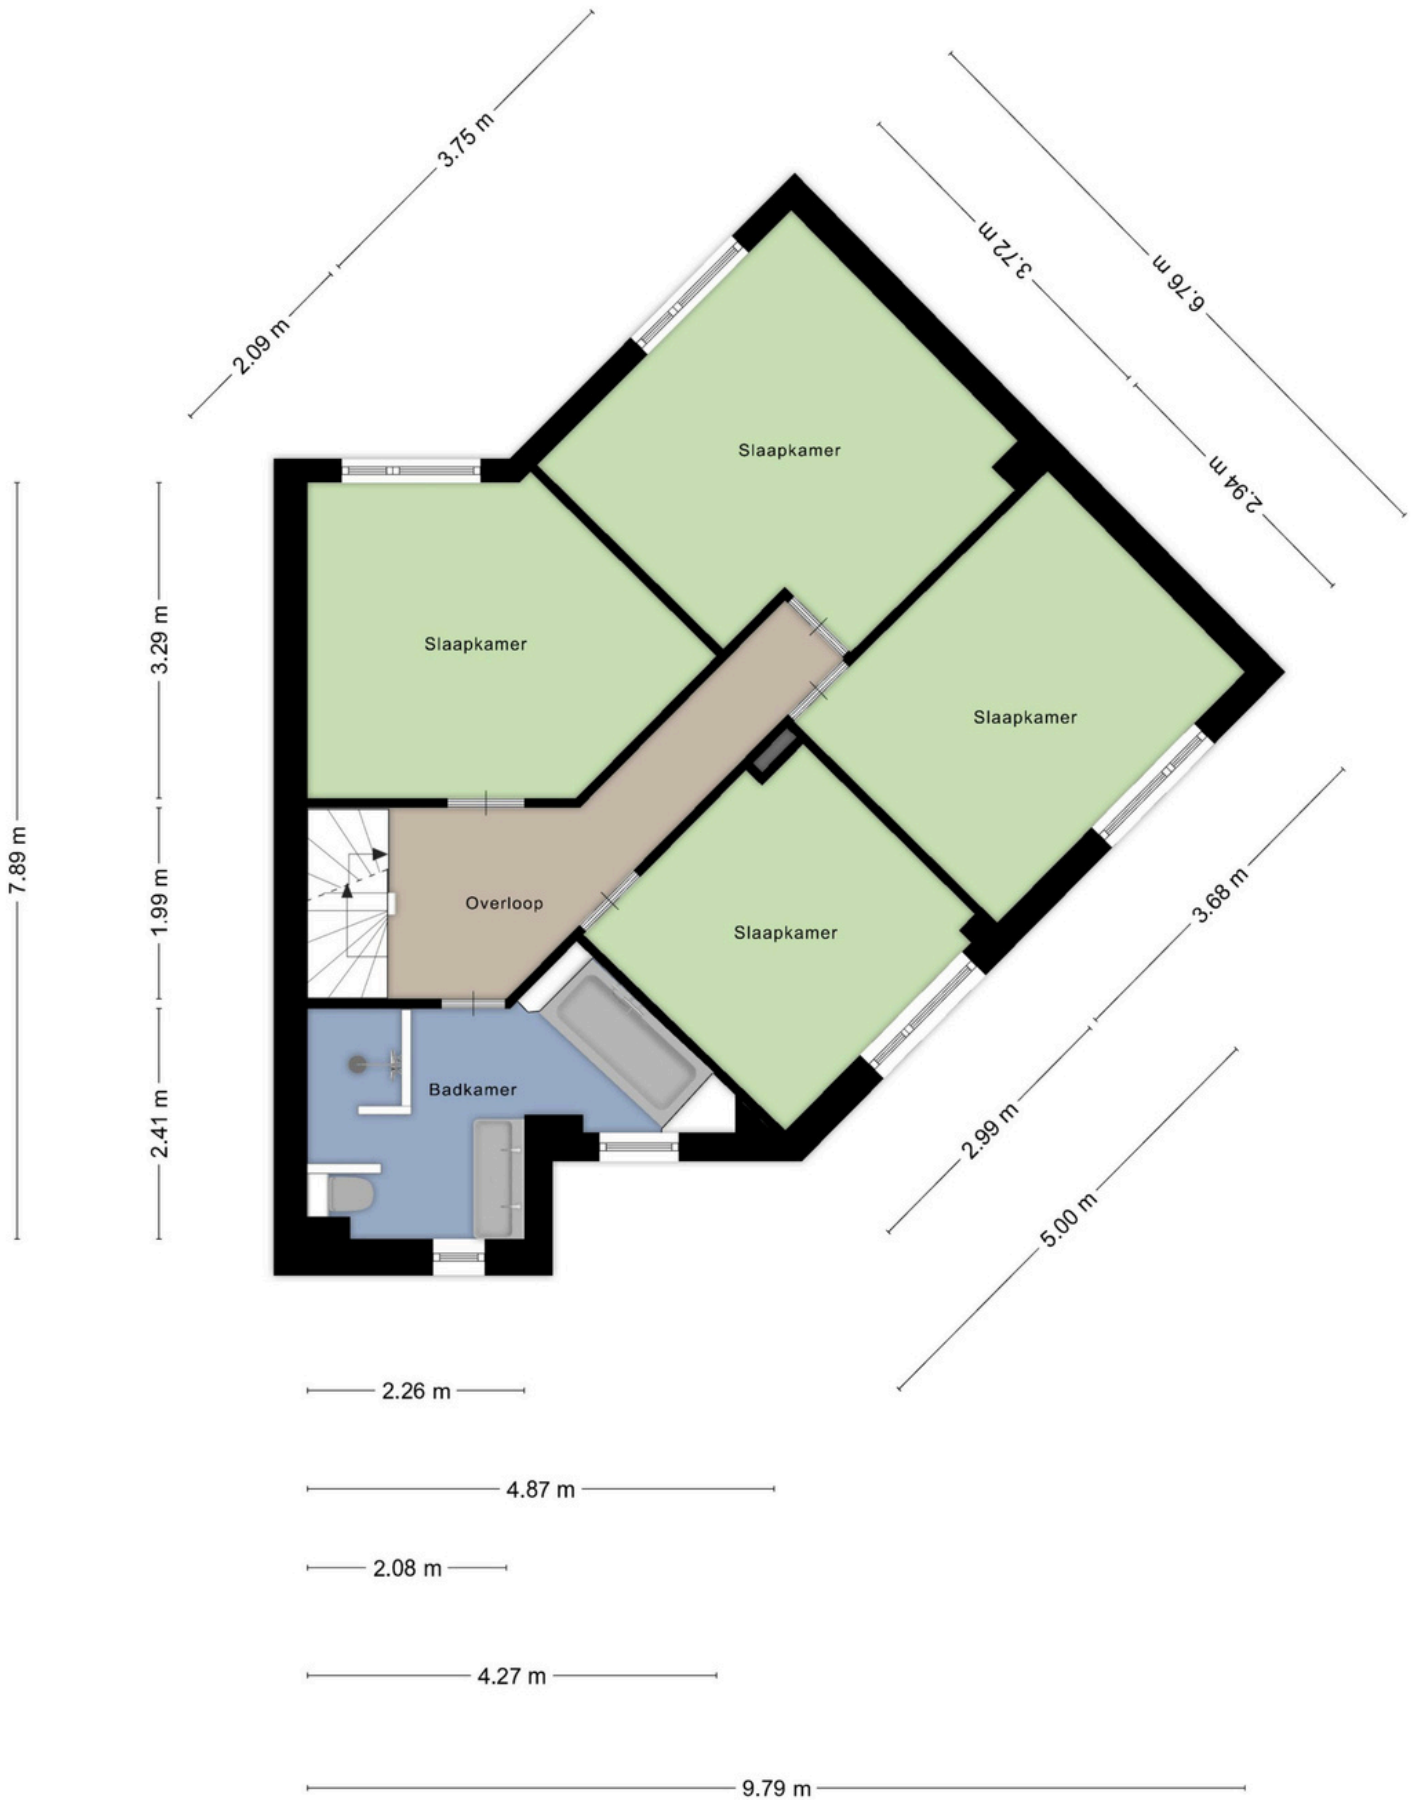 3.75 m
2.09 m
3.72 m
6.76 m
2.94 m
Slaapkamer
Slaapkamer
3.29 m
Slaapkamer
7.89 m
1.99 m
Overloop
Slaapkamer
3.68 m
Badkamer
2.41 m
2.99 m
5.00 m
2.26 m
4.87 m
2.08 m
4.27 m
9.79 m